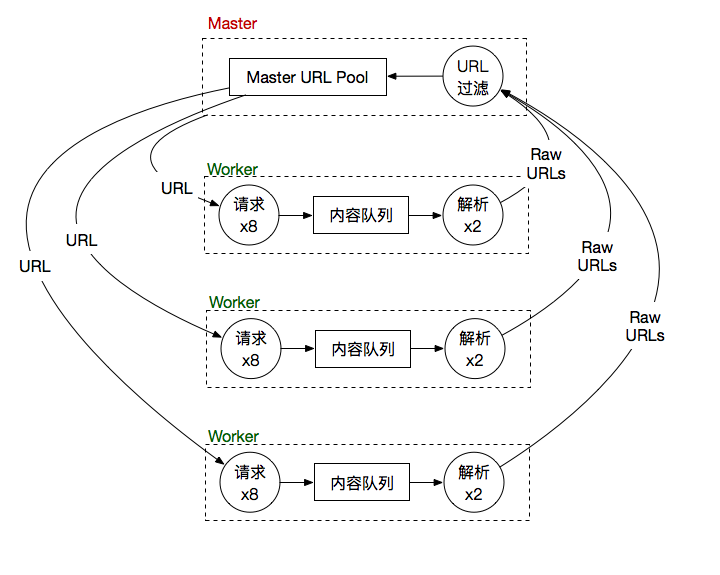 Master
Master URL Pool
URL
过滤
Worker
请求
x8
内容队列
解析
x2
URL
Raw
URLs
Worker
请求
x8
内容队列
解析
x2
URL
Raw
URLs
Worker
请求
x8
内容队列
解析
x2
URL
Raw
URLs